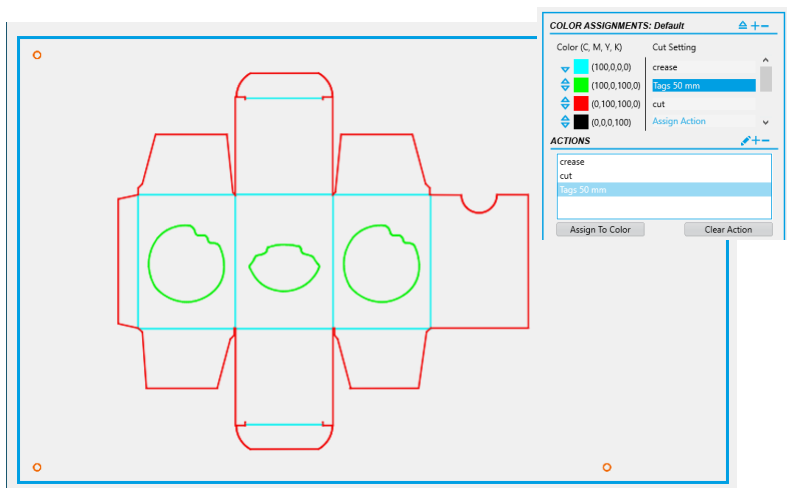 COLOR ASSIGNMENTS: Default
Color (C, M, Y, K) Cut Setting
(100,0,0,0) crease
(100,0,100,0) Tags 50 mm
(0,100,100,0) cut
(0,0,0,100) Assign Action
ACTIONS
crease
cut
Tags 50 mm
Assign To Color Clear Action